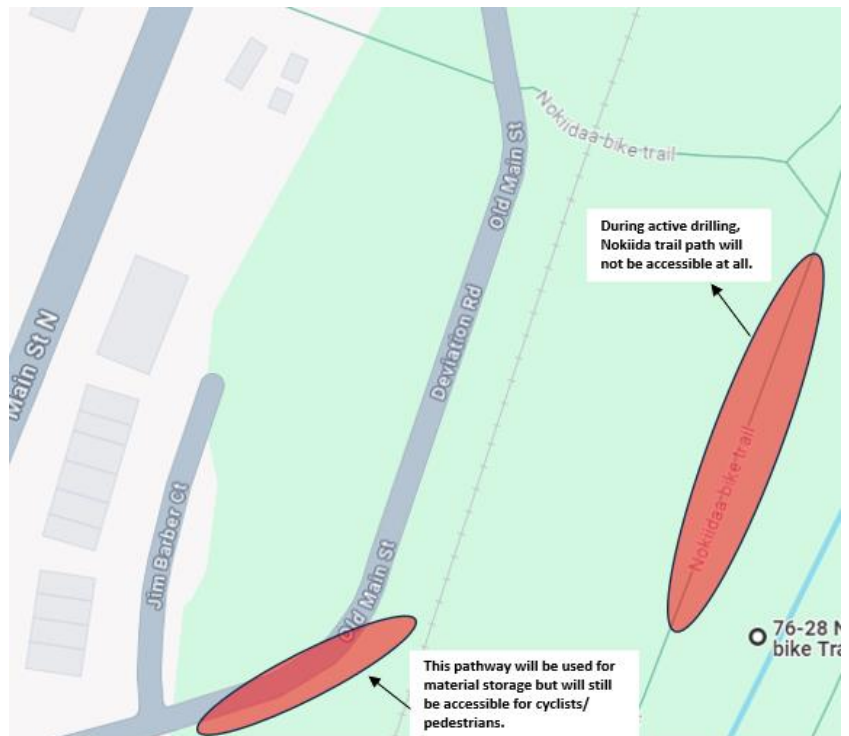 Nokiidaa bike trail
Old Main St
During active drilling,
Nokiida trail path will
not be accessible at all.
Main St N
Deviation Rd
Nokiidaa bike trail
Jim Barber Ct
Old Main St
76-28 N
bike Tra
This pathway will be used for
material storage but will still
be accessible for cyclists/
pedestrians.